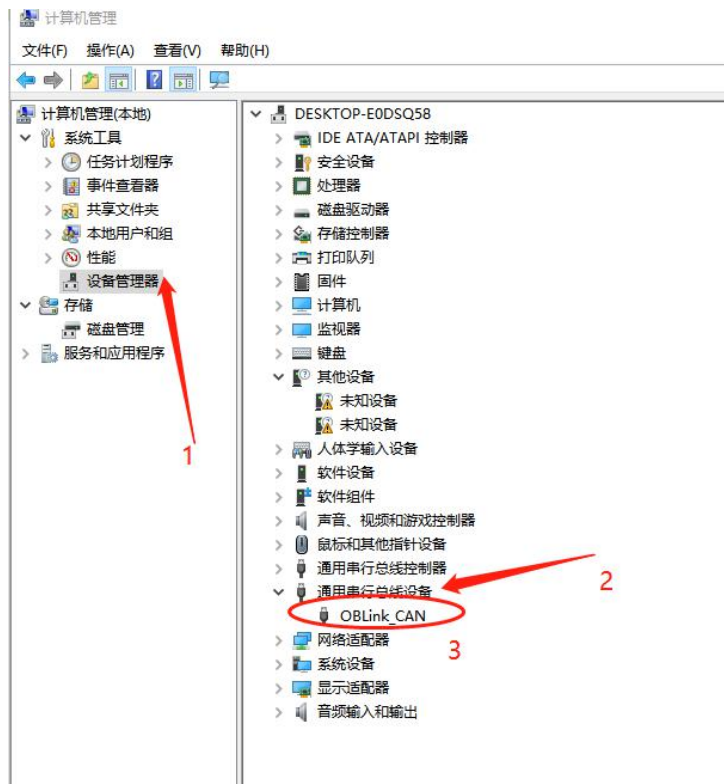 计算机管理
文件(F) 操作(A) 查看(V) 帮助(H)
计算机管理(本地)
系统工具
任务计划程序
事件查看器
共享文件夹
本地用户和组
性能
设备管理器
存储
磁盘管理
服务和应用程序
1
DESKTOP-E0DSQ58
IDE ATA/ATAPI 控制器
安全设备
处理器
磁盘驱动器
存储控制器
打印队列
固件
计算机
监视器
键盘
其他设备
未知设备
未知设备
人体学输入设备
软件设备
软件组件
声音、视频和游戏控制器
鼠标和其他指针设备
通用串行总线控制器
通用串行总线设备
2
OBLink_CAN
3
网络适配器
系统设备
显示适配器
音频输入和输出